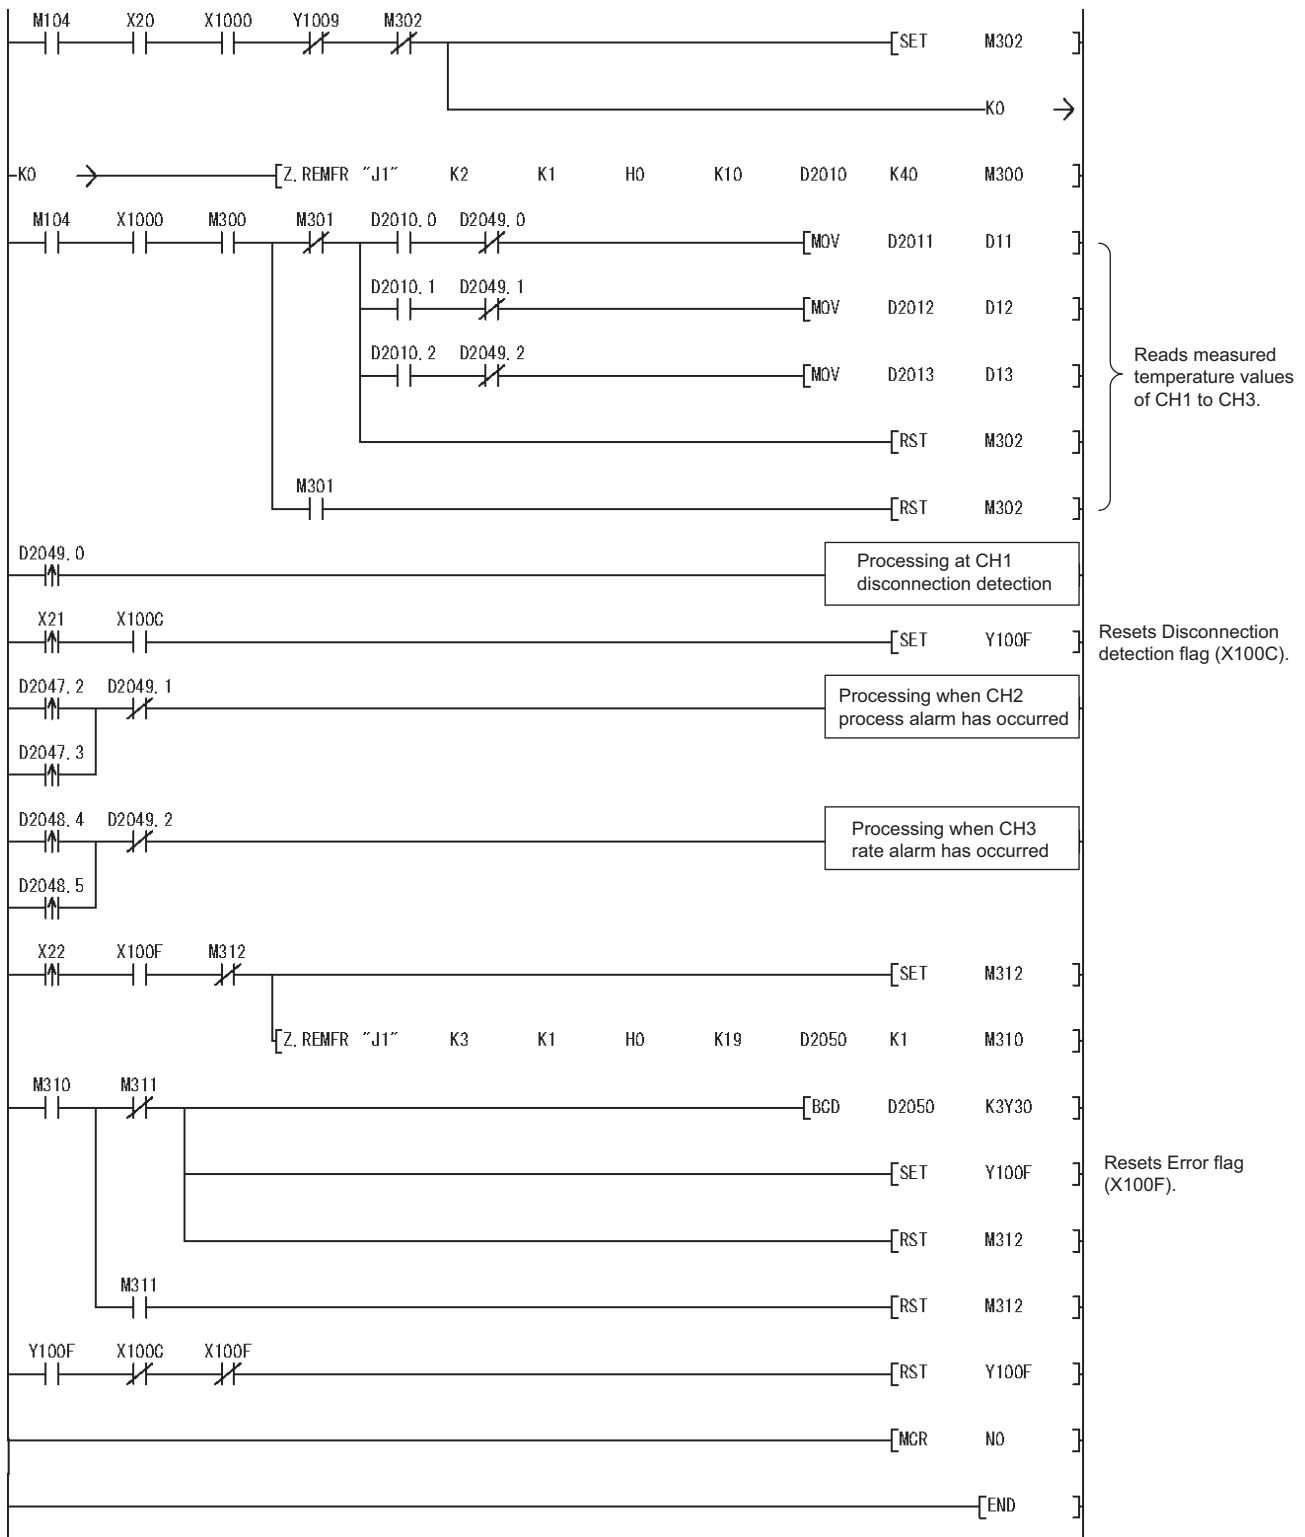 M104 X20 X1000 Y1009 M302
[SET M302 ]
K0
K0 [Z.REMFR "J1" K2 K1 H0 K10 D2010 K40 M300 ]
M104 X1000 M300 M301 D2010.0 D2049.0
[MOV D2011 D11 ]
D2010.1 D2049.1
[MOV D2012 D12 ]
D2010.2 D2049.2
[MOV D2013 D13 ]
Reads measured
temperature values
of CH1 to CH3.
[RST M302 ]
M301
[RST M302 ]
D2049.0
Processing at CH1
disconnection detection
X21 X100C
[SET Y100F ]
Resets Disconnection
detection flag (X100C).
D2047.2 D2049.1
Processing when CH2
process alarm has occurred
D2047.3
D2048.4 D2049.2
Processing when CH3
rate alarm has occurred
D2048.5
X22 X100F M312
[SET M312 ]
[Z.REMFR "J1" K3 K1 H0 K19 D2050 K1 M310 ]
M310 M311
[BCD D2050 K3Y30 ]
[SET Y100F ]
Resets Error flag
(X100F).
[RST M312 ]
M311
[RST M312 ]
Y100F X100C X100F
[RST Y100F ]
[MCR N0 ]
[END ]